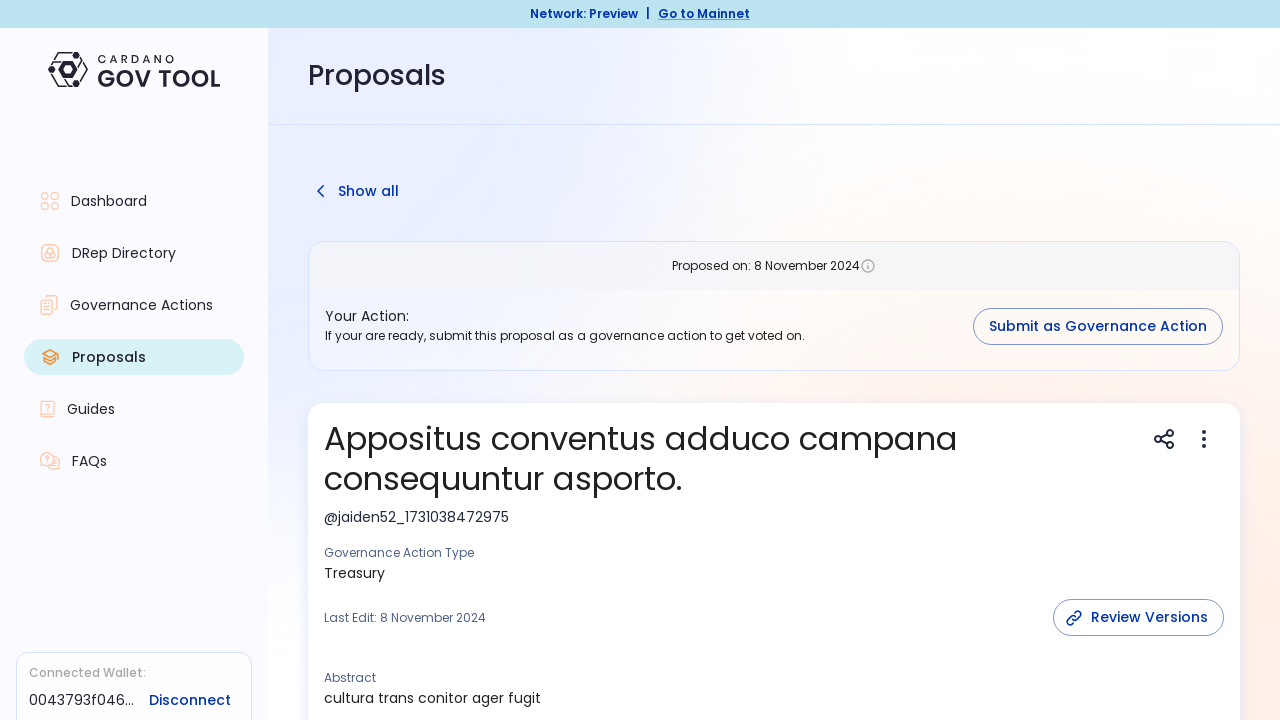 Network: Preview | Go to Mainnet
CARDANO
GOV TOOL
Proposals
Dashboard
DRep Directory
Governance Actions
Proposals
Guides
FAQs
Connected Wallet:
0043793f046... Disconnect
Show all
Proposed on: 8 November 2024
Your Action:
If your are ready, submit this proposal as a governance action to get voted on.
Submit as Governance Action
Appositus conventus adduco campana
consequuntur asporto.
@jaiden52_1731038472975
Governance Action Type
Treasury
Last Edit: 8 November 2024
Review Versions
Abstract
cultura trans conitor ager fugit